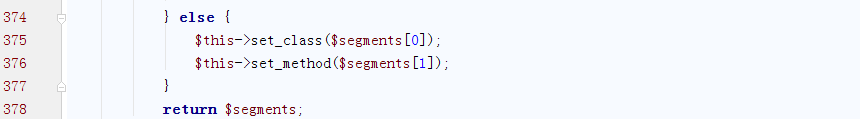 374 } else {
375 $this->set_class($segments[0]);
376 $this->set_method($segments[1]);
377 }
378 return $segments;